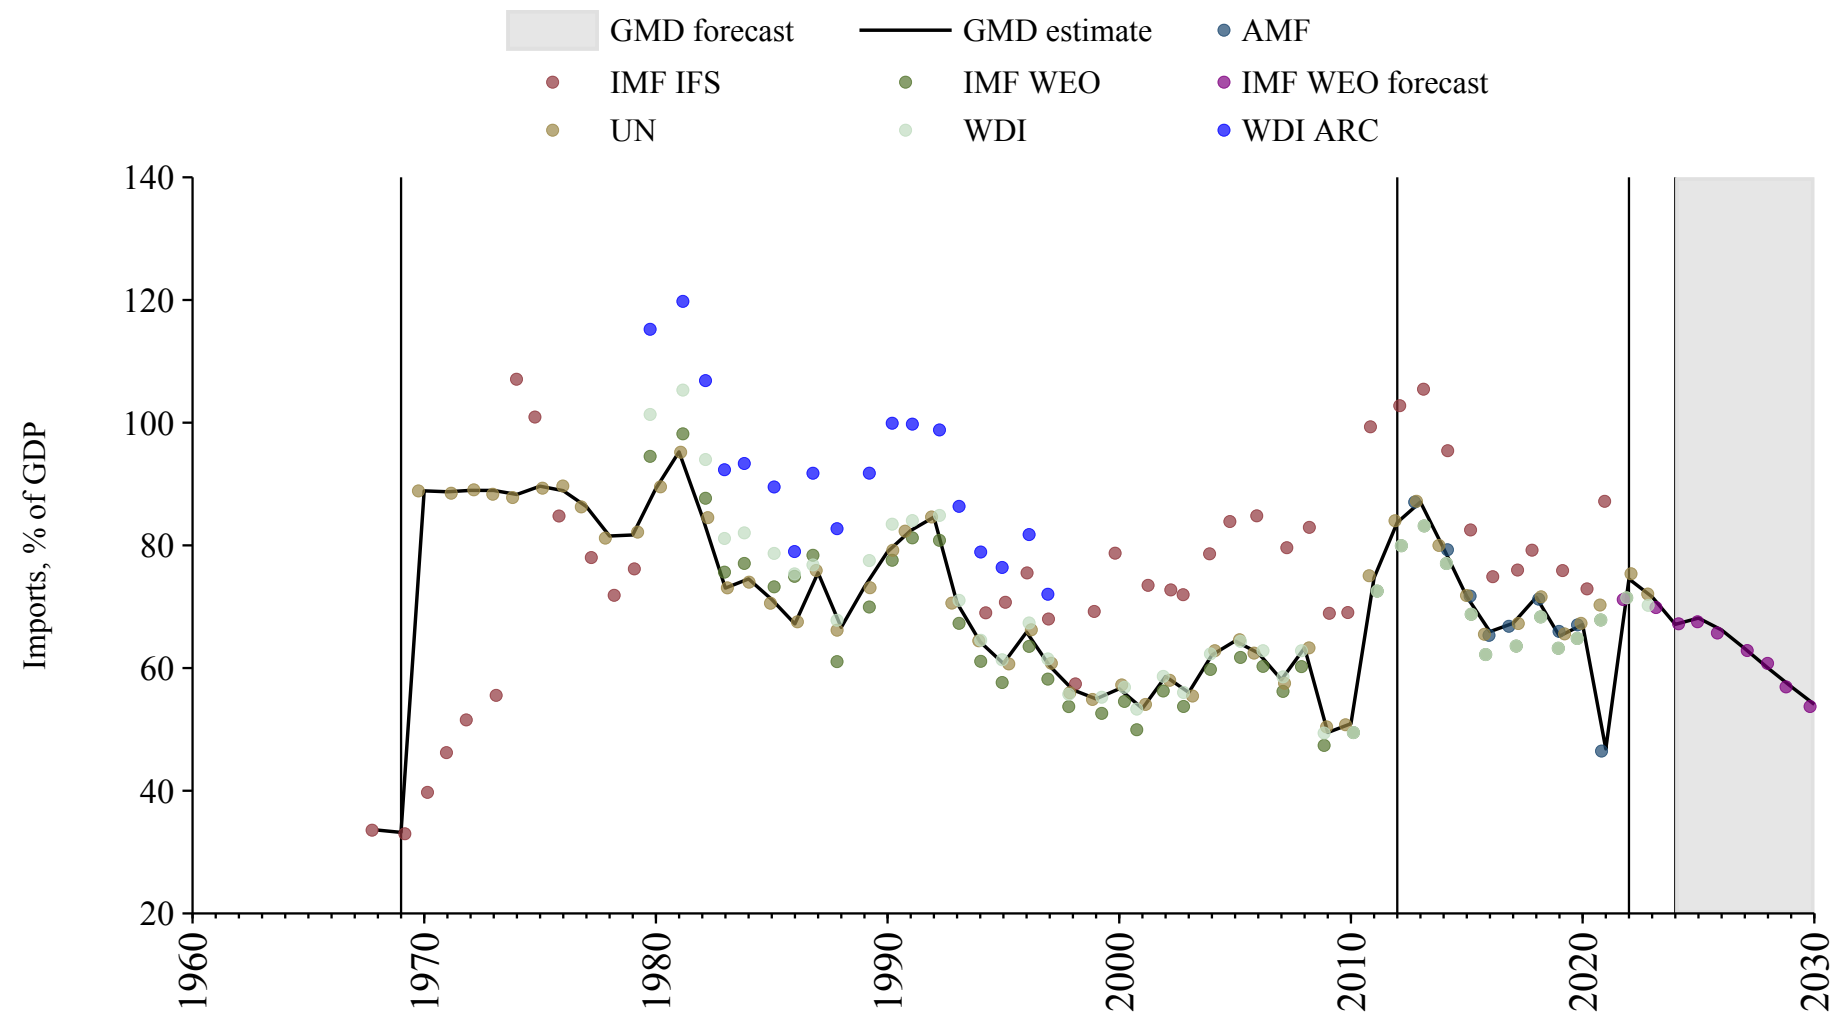 GMD forecast GMD estimate AMF
IMF IFS IMF WEO IMF WEO forecast
UN WDI WDI ARC
Imports, % of GDP
140
120
100
80
60
40
20
1960 1970 1980 1990 2000 2010 2020 2030